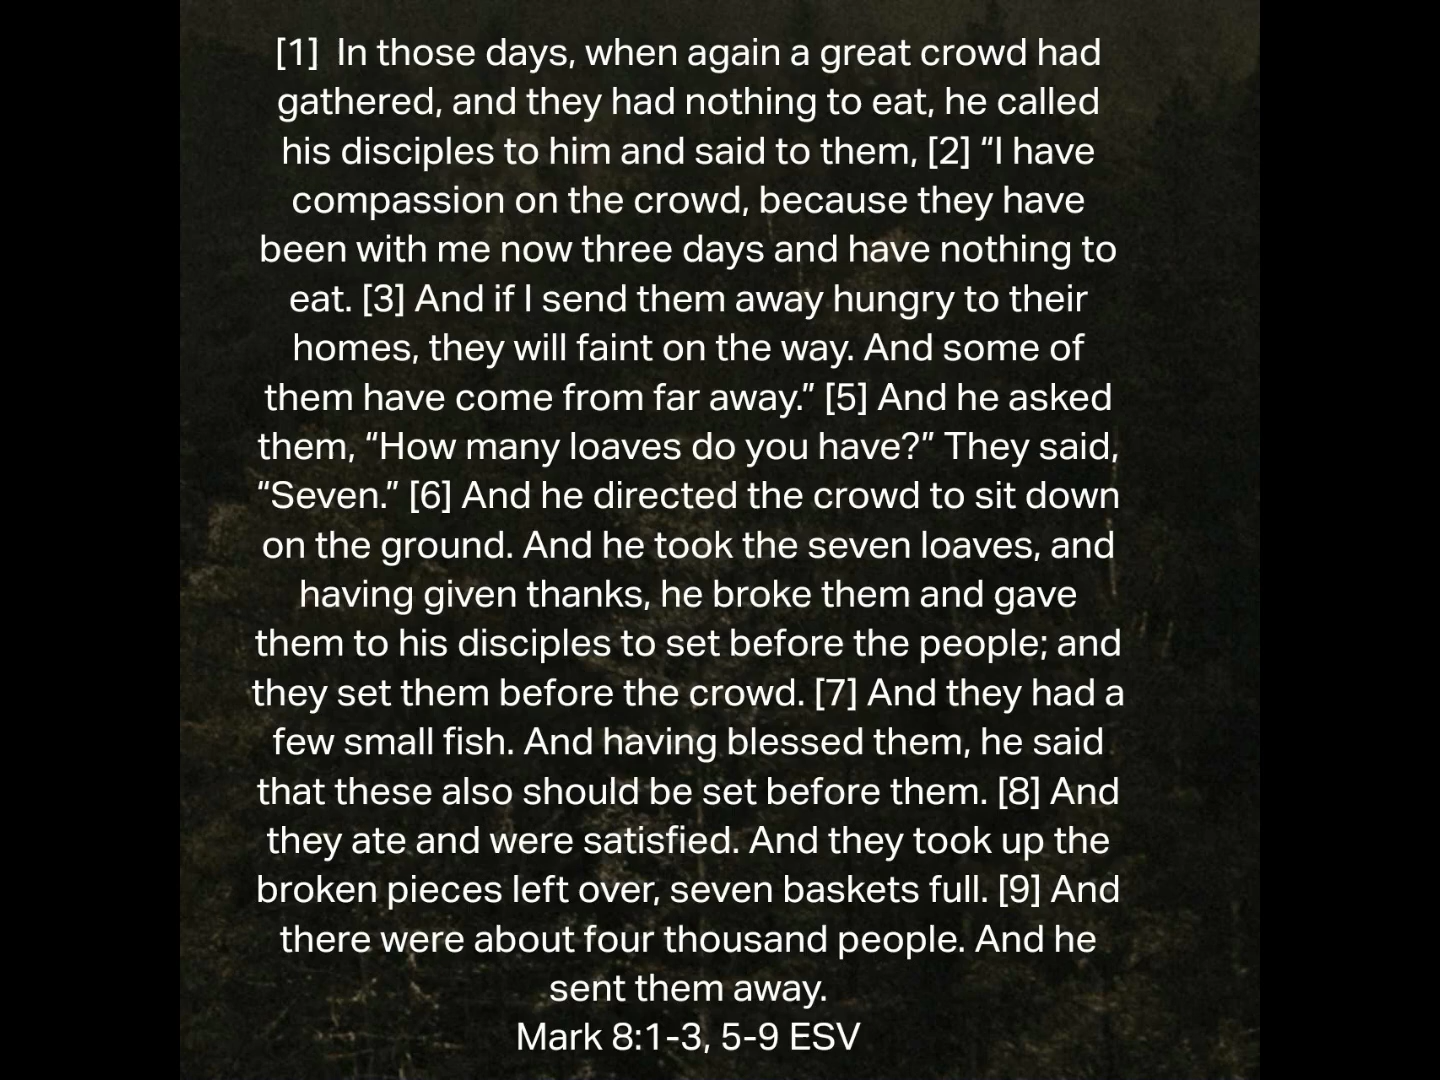 [1]  In those days, when again a great crowd had
gathered, and they had nothing to eat, he called
his disciples to him and said to them, [2] “I have
compassion on the crowd, because they have
been with me now three days and have nothing to
eat. [3] And if I send them away hungry to their
homes, they will faint on the way. And some of
them have come from far away.” [5] And he asked
them, “How many loaves do you have?” They said,
“Seven.” [6] And he directed the crowd to sit down
on the ground. And he took the seven loaves, and
having given thanks, he broke them and gave
them to his disciples to set before the people; and
they set them before the crowd. [7] And they had a
few small fish. And having blessed them, he said
that these also should be set before them. [8] And
they ate and were satisfied. And they took up the
broken pieces left over, seven baskets full. [9] And
there were about four thousand people. And he
sent them away.
Mark 8:1-3, 5-9 ESV